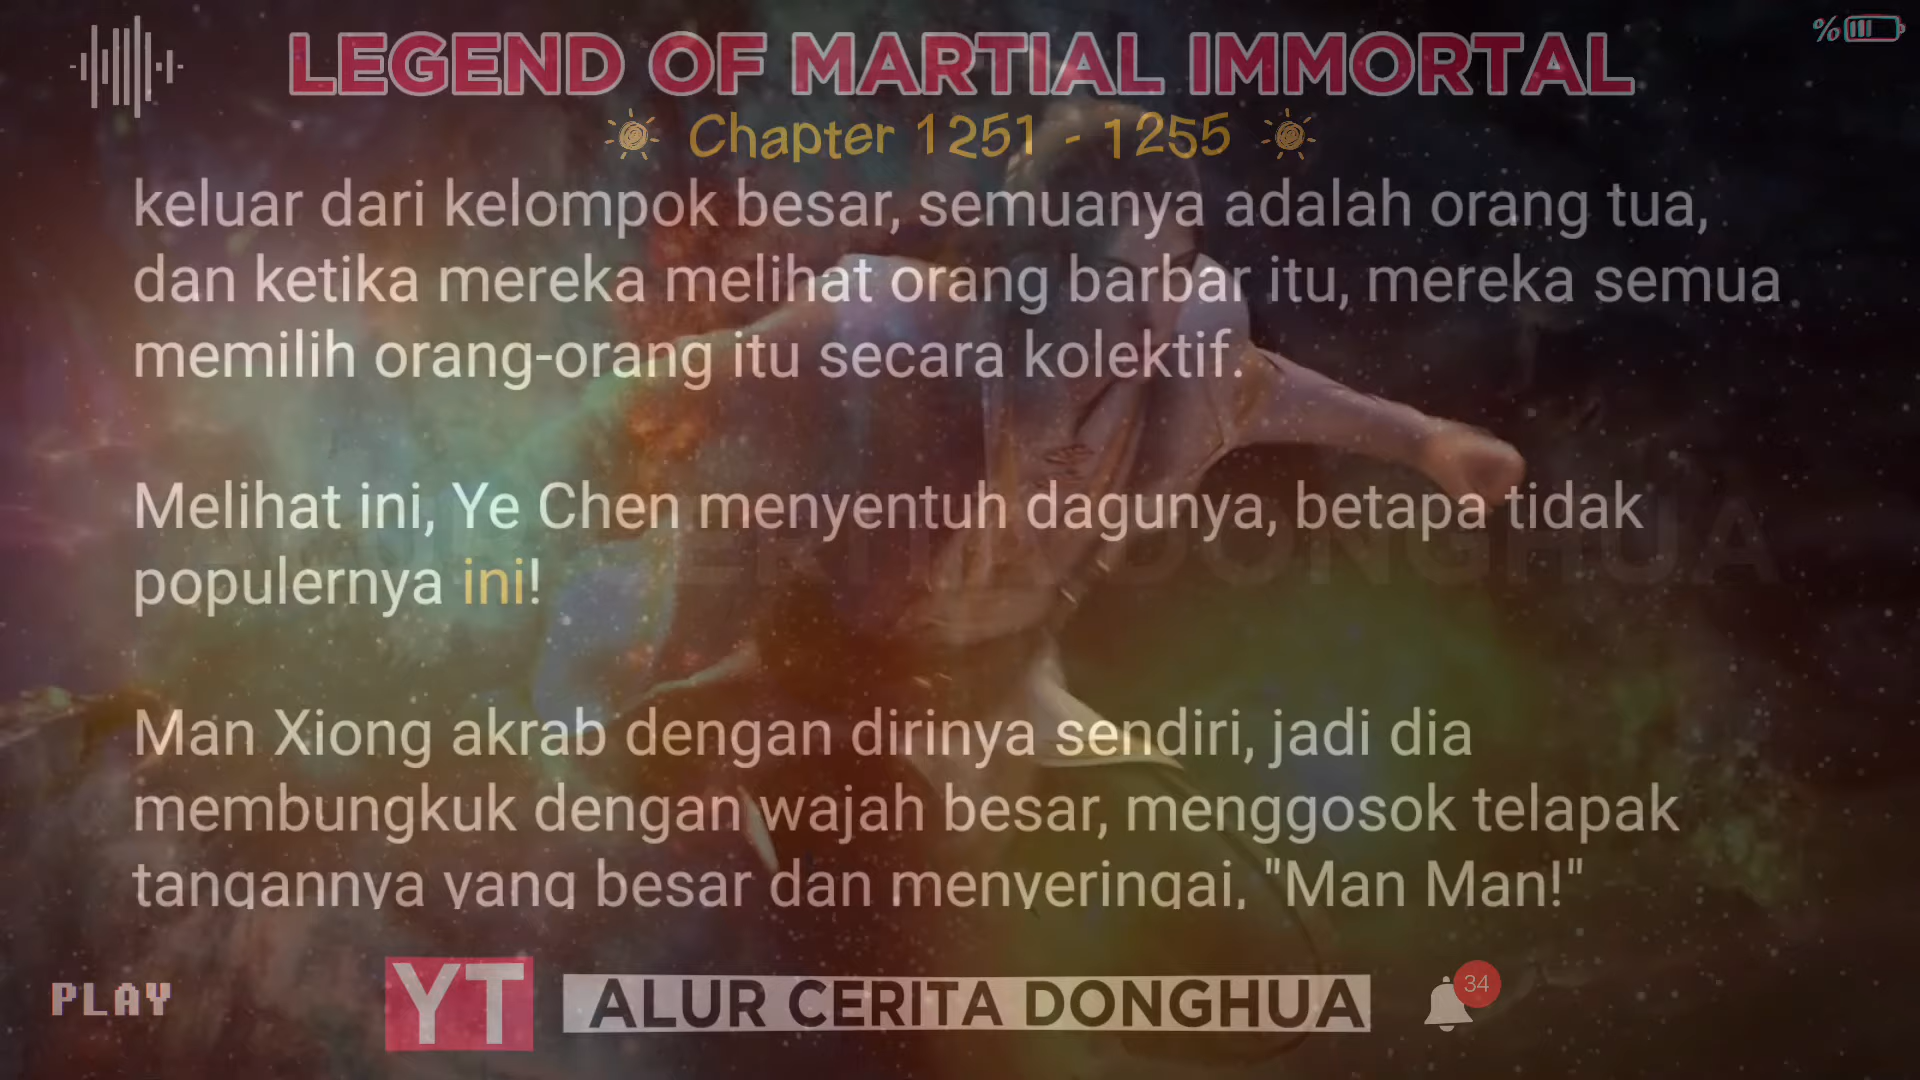 LEGEND OF MARTIAL IMMORTAL
%
Chapter 1251 - 1255
keluar dari kelompok besar, semuanya adalah orang tua,
dan ketika mereka melihat orang barbar itu, mereka semua
memilih orang-orang itu secara kolektif.
Melihat ini, Ye Chen menyentuh dagunya, betapa tidak
populernya ini!
Man Xiong akrab dengan dirinya sendiri, jadi dia
membungkuk dengan wajah besar, menggosok telapak
tangannya yang besar dan menyeringai, "Man Man!"
PLAY
YT
ALUR CERITA DONGHUA
34